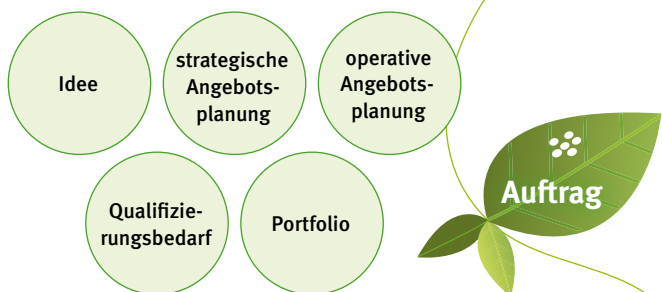 Idee
strategische
Angebots-
planung
operative
Angebots-
planung
Auftrag
Qualifizie-
rungsbedarf
Portfolio